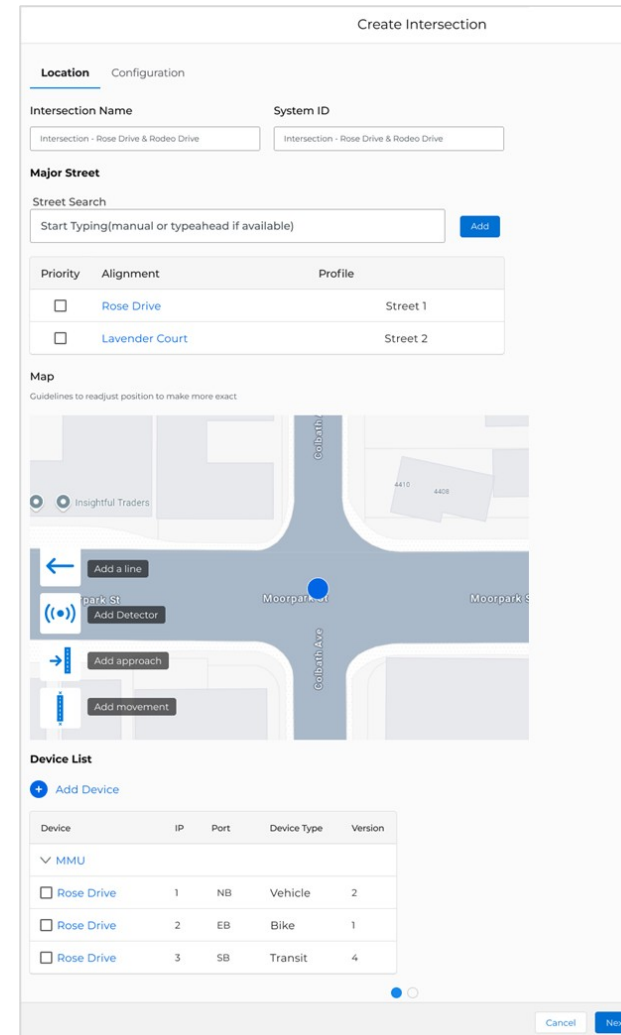 Create Intersection
Location Configuration
Intersection Name System ID
Intersection - Rose Drive & Rodeo Drive Intersection - Rose Drive & Rodeo Drive
Major Street
Street Search
Start Typing(manual or typeahead if available) Add
Priority Alignment Profile
Rose Drive Street 1
Lavender Court Street 2
Map
Guidelines to readjust position to make more exact
Colbath A
4410 4408
Insightful Traders
Add a line
park St Moorpark St Moorpark S
Add Detector
Colbath Ave
Add approach
Add movement
Device List
Add Device
Device IP Port Device Type Version
MMU
Rose Drive 1 NB Vehicle 2
Rose Drive 2 EB Bike 1
Rose Drive 3 SB Transit 4
Cancel Nex